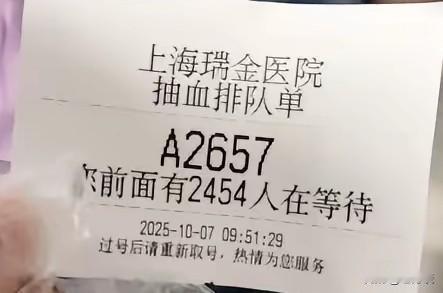 上海瑞金医院
抽血排队单
A2657
您前面有2454人在等待
2025-10-07 09:51:29
过号后请重新取号，热情为您服务